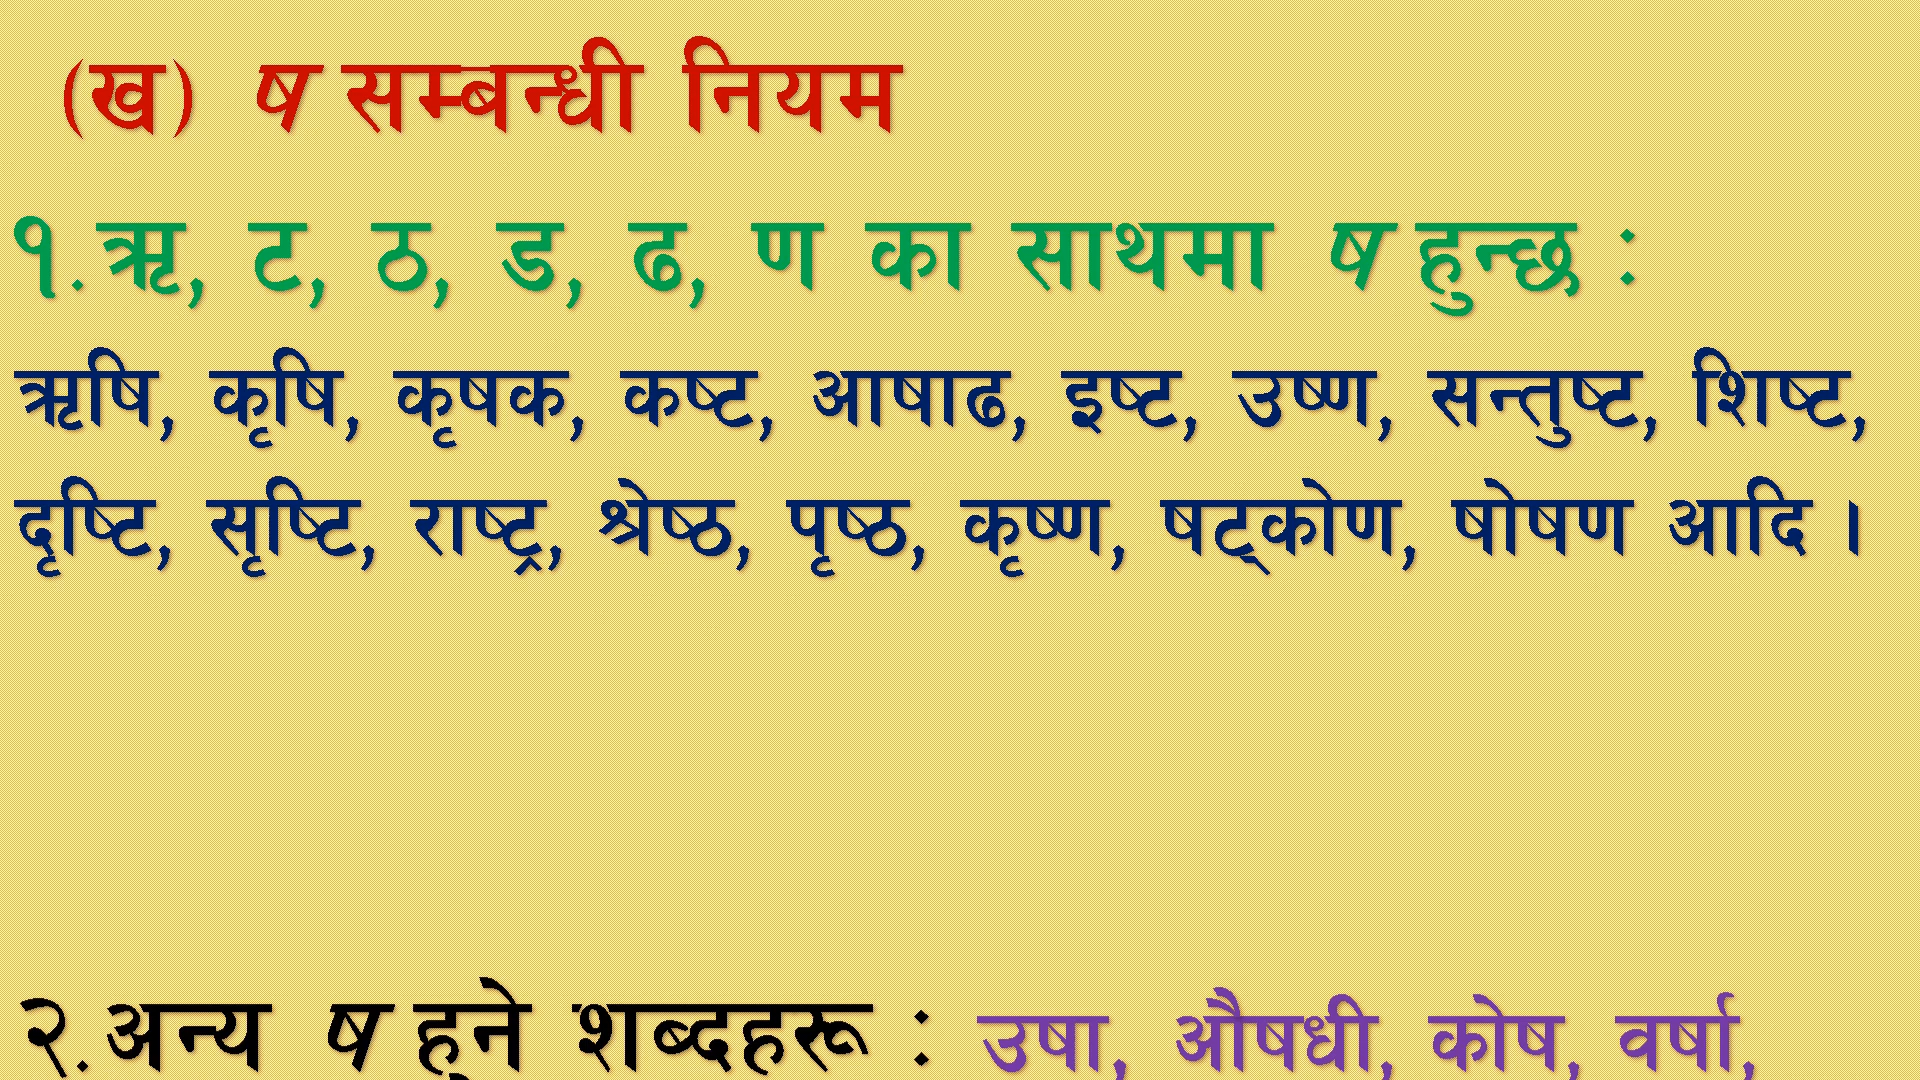 (ख) ष सम्बन्धी नियम
१.ऋ, ट, ठ, ड, ढ, ण का साथमा ष हुन्छ :
ऋषि, कृषि, कृषक, कष्ट, आषाढ, इष्ट, उष्ण, सन्तुष्ट, शिष्ट,
दृष्टि, सृष्टि, राष्ट्र, श्रेष्ठ, पृष्ठ, कृष्ण, षट्कोण, षोषण आदि ।
२.अन्य ष हुने शब्दहरू : उषा, औषधी, कोष, वर्षा,